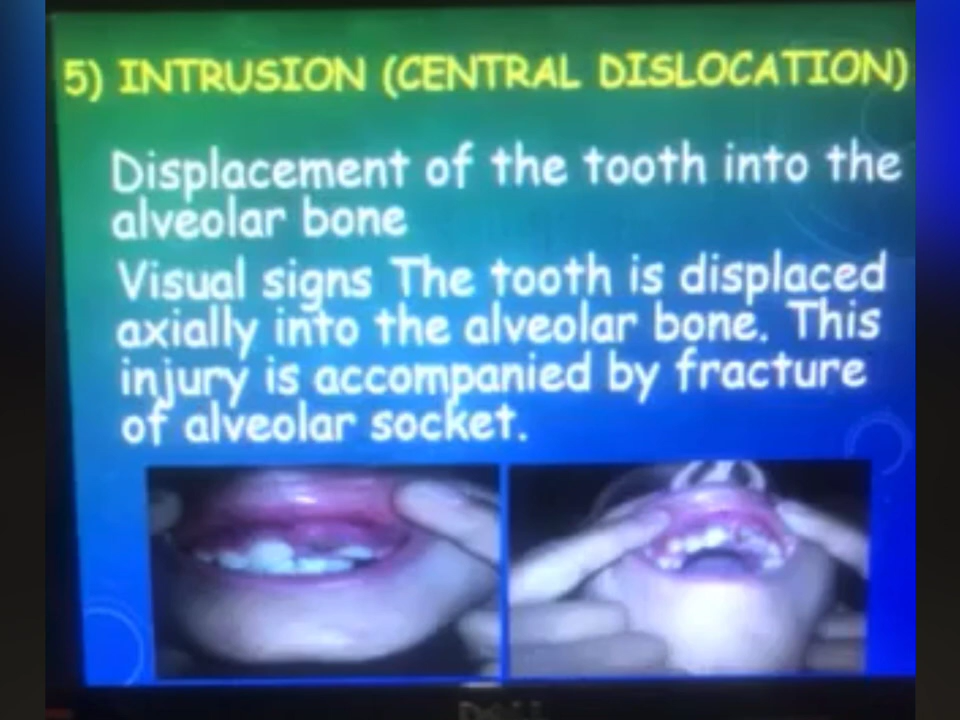 5) INTRUSION (CENTRAL DISLOCATION)
Displacement of the tooth into the
alveolar bone
Visual signs The tooth is displaced
axially into the alveolar bone. This
injury is accompanied by fracture
of alveolar socket.
DELL